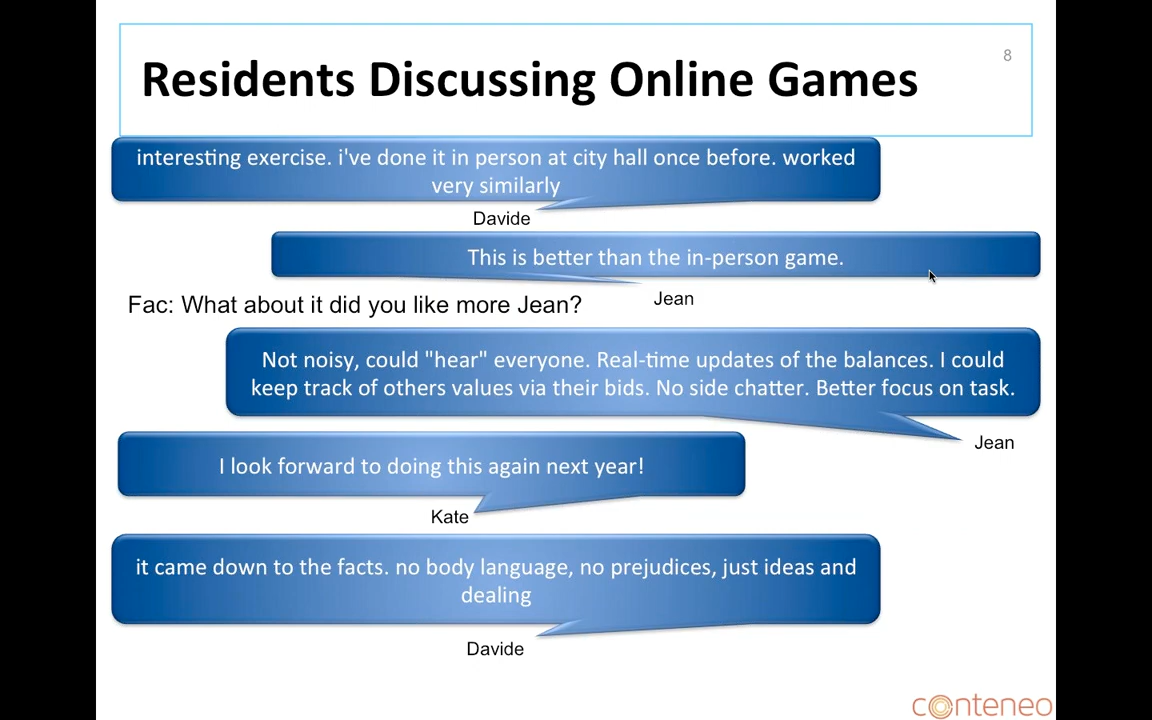 8
Residents Discussing Online Games
interesting exercise. i've done it in person at city hall once before. worked
very similarly
Davide
This is better than the in-person game.
Jean
Fac: What about it did you like more Jean?
Not noisy, could "hear" everyone. Real-time updates of the balances. I could
keep track of others values via their bids. No side chatter. Better focus on task.
Jean
I look forward to doing this again next year!
Kate
it came down to the facts. no body language, no prejudices, just ideas and
dealing
Davide
conteneo